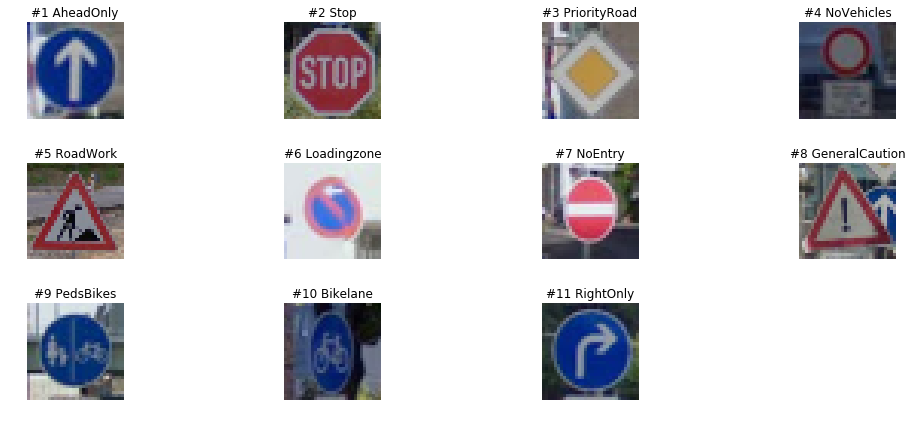 #1 AheadOnly
#2 Stop
#3 PriorityRoad
#4 NoVehicles
STOP
#5 RoadWork
#6 Loadingzone
#7 NoEntry
#8 GeneralCaution
!
#9 PedsBikes
#10 Bikelane
#11 RightOnly